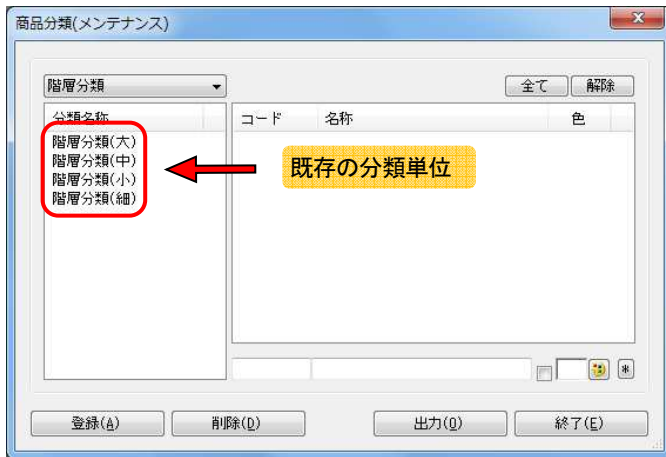 商品分類(メンテナンス)
階層分類
全て 解除
分類名称 コード 名称 色
階層分類(大)
階層分類(中)
階層分類(小)
階層分類(細)
既存の分類単位
*
登録(A) 削除(D) 出力(O) 終了(E)